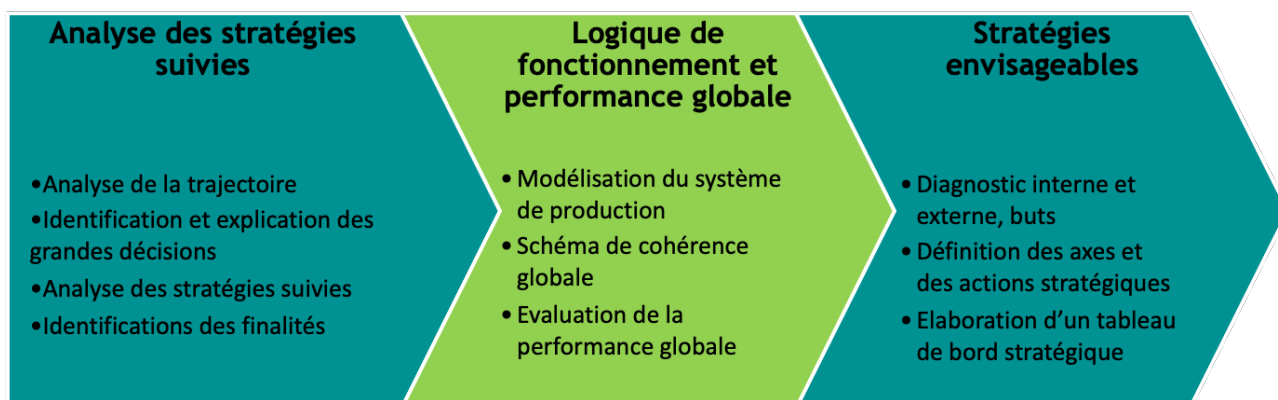 Analyse des stratégies
suivies
•Analyse de la trajectoire
•Identification et explication des
grandes décisions
•Analyse des stratégies suivies
•Identifications des finalités
Logique de
fonctionnement et
performance globale
• Modélisation du système
de production
• Schéma de cohérence
globale
• Evaluation de la
performance globale
Stratégies
envisageables
• Diagnostic interne et
externe, buts
• Définition des axes et
des actions stratégiques
• Elaboration d’un tableau
de bord stratégique